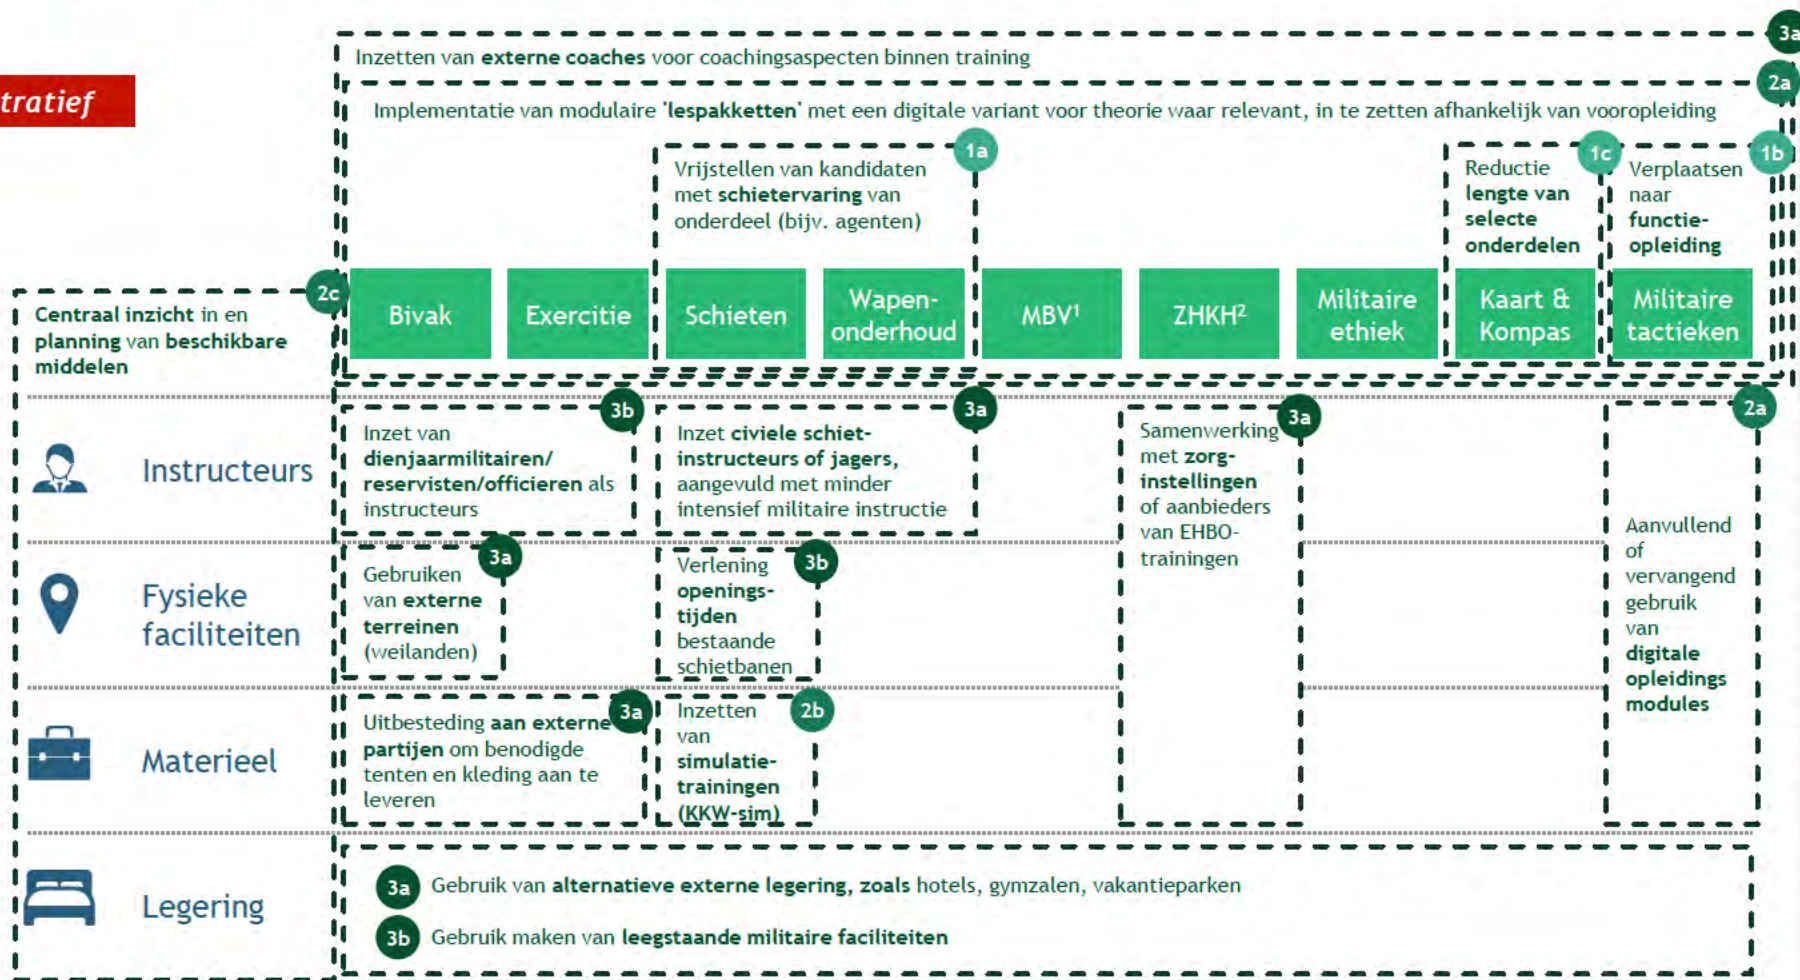 3a
Inzetten van externe coaches voor coachingsaspecten binnen training
tratief
2a
Implementatie van modulaire 'lespakketten' met een digitale variant voor theorie waar relevant, in te zetten afhankelijk van vooropleiding
1a
Vrijstellen van kandidaten
met schietervaring van
onderdeel (bijv. agenten)
1c
Reductie
lengte van
selecte
onderdelen
1b
Verplaatsen
naar
functie-
opleiding
2c
Centraal inzicht in en
planning van beschikbare
middelen
Bivak
Exercitie
Schieten
Wapen-
onderhoud
MBV¹
ZHKH²
Militaire
ethiek
Kaart &
Kompas
Militaire
tactieken
Instructeurs
3b
Inzet van
dienjaarmilitairen/
reservisten/officieren als
instructeurs
3a
Inzet civiele schiet-
instructeurs of jagers,
aangevuld met minder
intensief militaire instructie
3a
Samenwerking
met zorg-
instellingen
of aanbieders
van EHBO-
trainingen
2a
Aanvullend
of
vervangend
gebruik
van
digitale
opleidings
modules
Fysieke
faciliteiten
3a
Gebruiken
van externe
terreinen
(weilanden)
3b
Verlening
openings-
tijden
bestaande
schietbanen
Materieel
3a
Uitbesteding aan externe
partijen om benodigde
tenten en kleding aan te
leveren
2b
Inzetten
van
simulatie-
trainingen
(KKW-sim)
Legering
3a Gebruik van alternatieve externe legering, zoals hotels, gymzalen, vakantieparken
3b Gebruik maken van leegstaande militaire faciliteiten